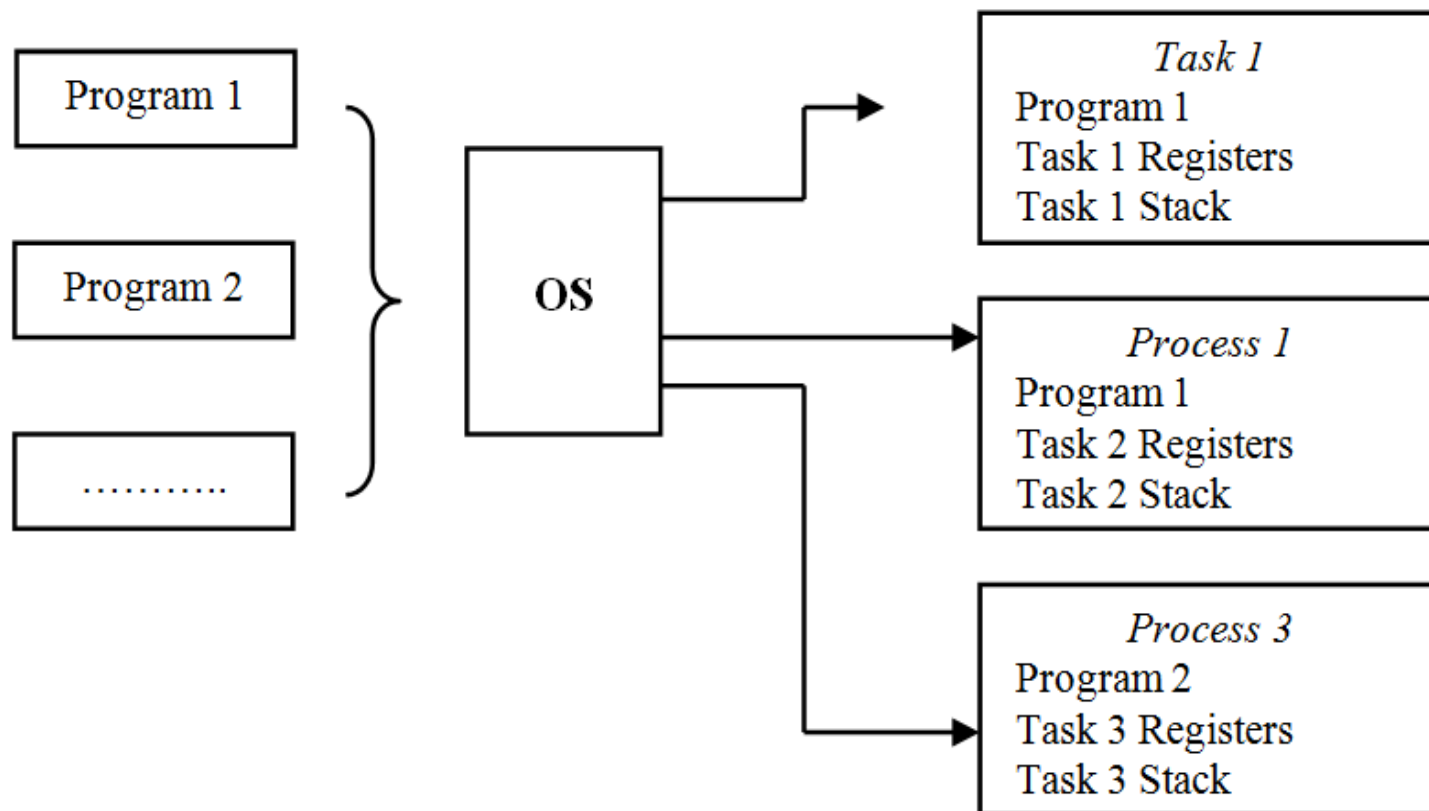 Program 1
Program 2
………..
OS
Task 1
Program 1
Task 1 Registers
Task 1 Stack
Process 1
Program 1
Task 2 Registers
Task 2 Stack
Process 3
Program 2
Task 3 Registers
Task 3 Stack